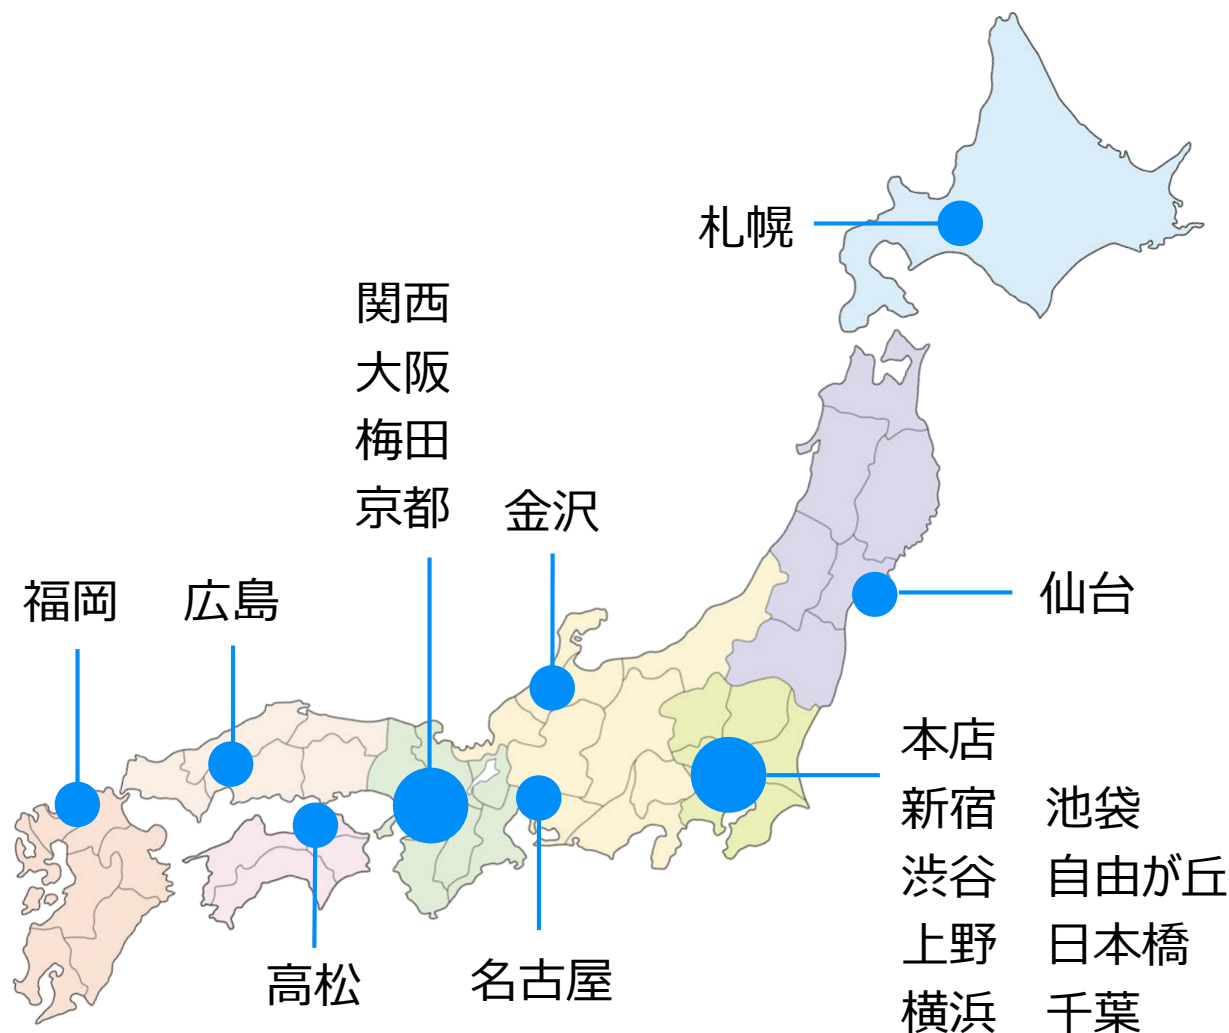 札幌
関西
大阪
梅田
京都
金沢
福岡
広島
仙台
本店
新宿 池袋
渋谷 自由が丘
上野 日本橋
横浜 千葉
高松
名古屋